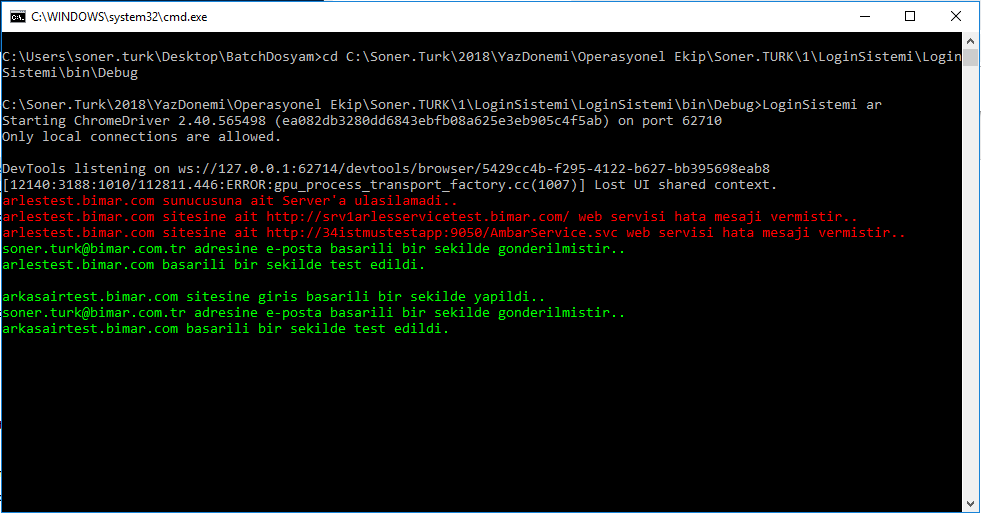 C:\WINDOWS\system32\cmd.exe
C:\Users\soner.turk\Desktop\BatchDosyam>cd C:\Soner.Turk\2018\YazDonemi\Operasyonel Ekip\Soner.TURK\1\LoginSistemi\Login
Sistemi\bin\Debug
C:\Soner.Turk\2018\YazDonemi\Operasyonel Ekip\Soner.TURK\1\LoginSistemi\LoginSistemi\bin\Debug>LoginSistemi ar
Starting ChromeDriver 2.40.565498 (ea082db3280dd6843ebfb08a625e3eb905c4f5ab) on port 62710
Only local connections are allowed.
DevTools listening on ws://127.0.0.1:62714/devtools/browser/5429cc4b-f295-4122-b627-bb395698eab8
[12140:3188:1010/112811.446:ERROR:gpu_process_transport_factory.cc(1007)] Lost UI shared context.
arlestest.bimar.com sunucusuna ait Server'a ulasilamadi..
arlestest.bimar.com sitesine ait http://srv1arlesservicetest.bimar.com/ web servisi hata mesaji vermistir..
arlestest.bimar.com sitesine ait http://34istmustestapp:9050/AmbarService.svc web servisi hata mesaji vermistir..
soner.turk@bimar.com.tr adresine e-posta basarili bir sekilde gonderilmistir..
arlestest.bimar.com basarili bir sekilde test edildi.
arkasairtest.bimar.com sitesine giris basarili bir sekilde yapildi..
soner.turk@bimar.com.tr adresine e-posta basarili bir sekilde gonderilmistir..
arkasairtest.bimar.com basarili bir sekilde test edildi.